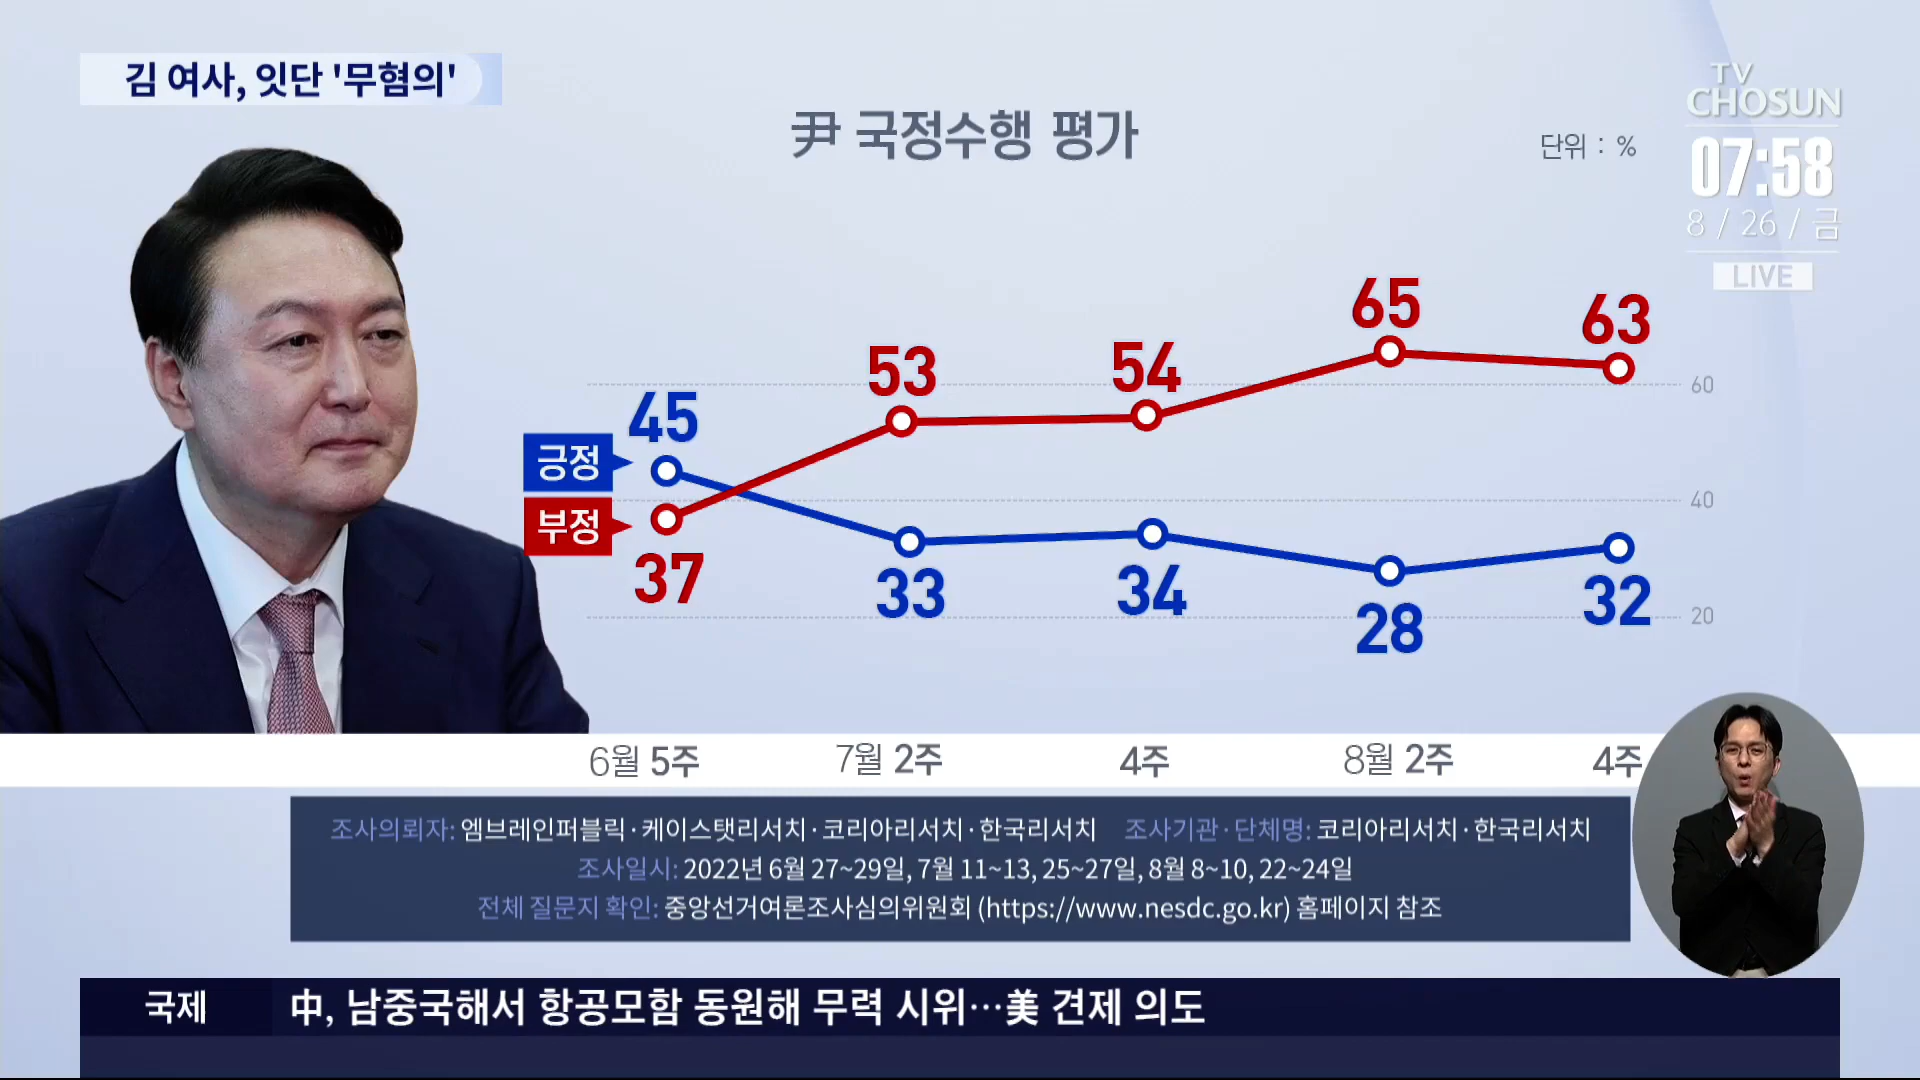 김 여사, 잇단 '무혐의'
TV
CHOSUN
07:58
8 / 26 / 금
LIVE
尹 국정수행 평가
단위 : %
65
63
53
54
45
60
긍정
부정
40
37
33
34
28
32
20
6월 5주
7월 2주
4주
8월 2주
4주
조사의뢰자: 엠브레인퍼블릭·케이스탯리서치·코리아리서치·한국리서치 조사기관·단체명: 코리아리서치·한국리서치
조사일시: 2022년 6월 27~29일, 7월 11~13, 25~27일, 8월 8~10, 22~24일
전체 질문지 확인: 중앙선거여론조사심의위원회 (https://www.nesdc.go.kr) 홈페이지 참조
국제 中, 남중국해서 항공모함 동원해 무력 시위…美 견제 의도